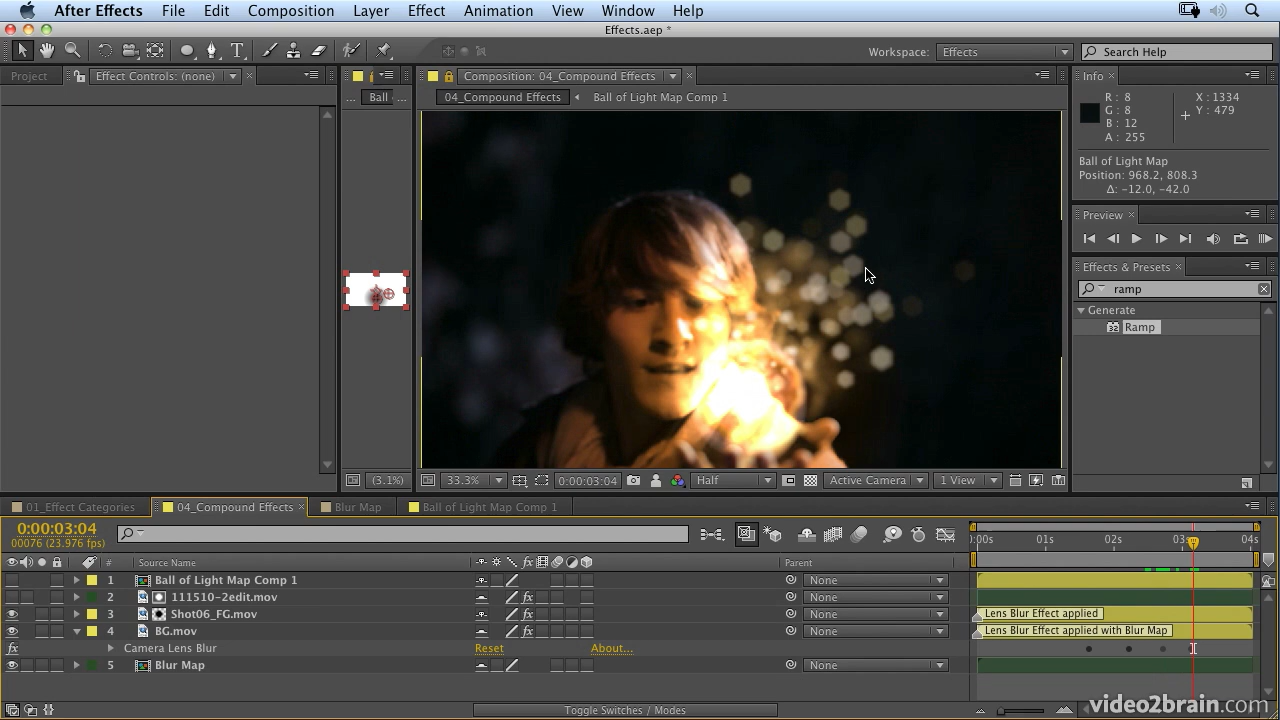 After Effects File Edit Composition Layer Effect Animation View Window Help
Effects.aep *
Workspace: Effects Search Help
Project Effect Controls: (none)
... Ball ...
Composition: 04_Compound Effects
04_Compound Effects Ball of Light Map Comp 1
Info
R : 8
G : 8
B : 12
A : 255
X : 1334
Y : 479
Ball of Light Map
Position: 968.2, 808.3
Δ: -12.0, -42.0
Preview
Effects & Presets
ramp
Generate
Ramp
(3.1%)
33.3% 0:00:03:04 Half Active Camera 1 View
01_Effect Categories 04_Compound Effects Blur Map Ball of Light Map Comp 1
0:00:03:04
00076 (23.976 fps)
:00s 01s 02s 03s 04s
# Source Name Parent
1 Ball of Light Map Comp 1 None
2 111510-2edit.mov fx None
3 Shot06_FG.mov fx None Lens Blur Effect applied
4 BG.mov fx None Lens Blur Effect applied with Blur Map
fx Camera Lens Blur Reset About...
5 Blur Map None
Toggle Switches / Modes
video2brain.com